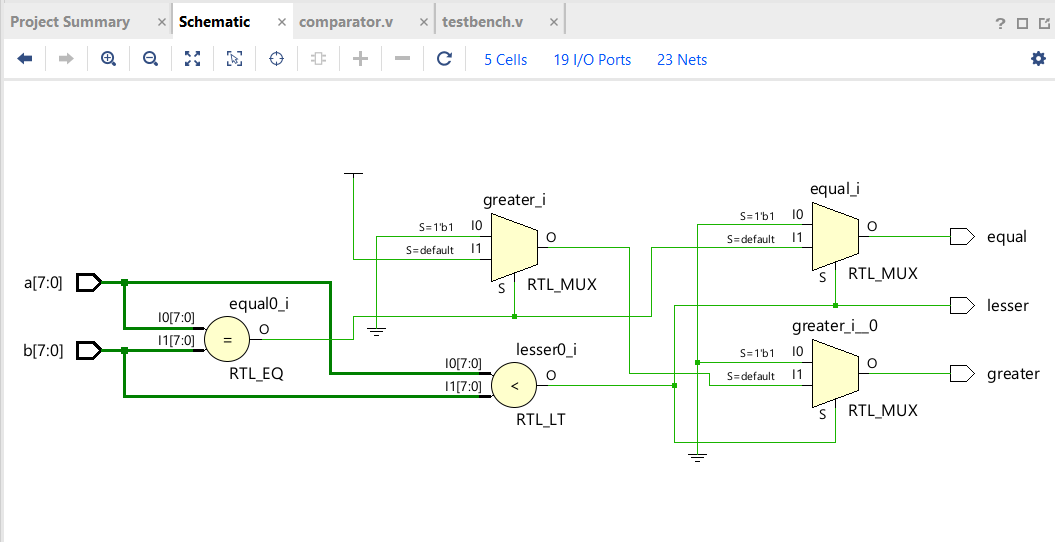 Project Summary × Schematic × comparator.v × testbench.v × ?
5 Cells 19 I/O Ports 23 Nets
greater_i
S=1'b1 I0
S=default I1
O
S
RTL_MUX
equal_i
S=1'b1 I0
S=default I1
O
S
RTL_MUX
equal
a[7:0]
b[7:0]
equal0_i
I0[7:0]
I1[7:0]
=
O
RTL_EQ
lesser0_i
I0[7:0]
I1[7:0]
<
O
RTL_LT
lesser
greater_i__0
S=1'b1 I0
S=default I1
O
S
RTL_MUX
greater